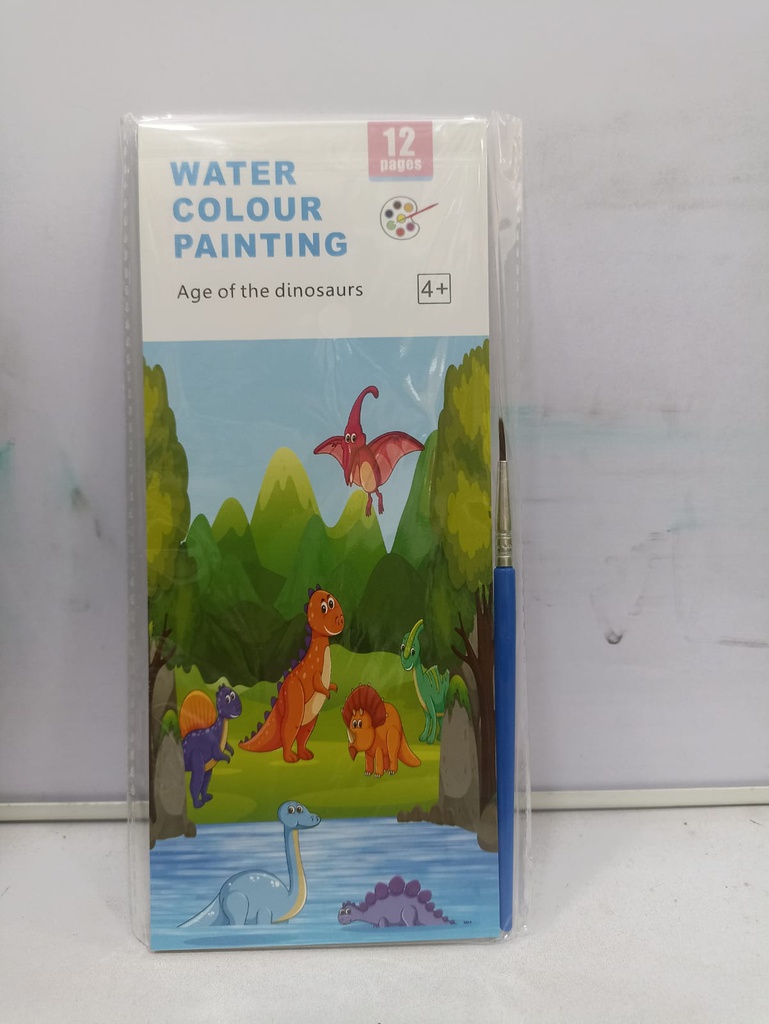 12
pages
WATER
COLOUR
PAINTING
Age of the dinosaurs
4+